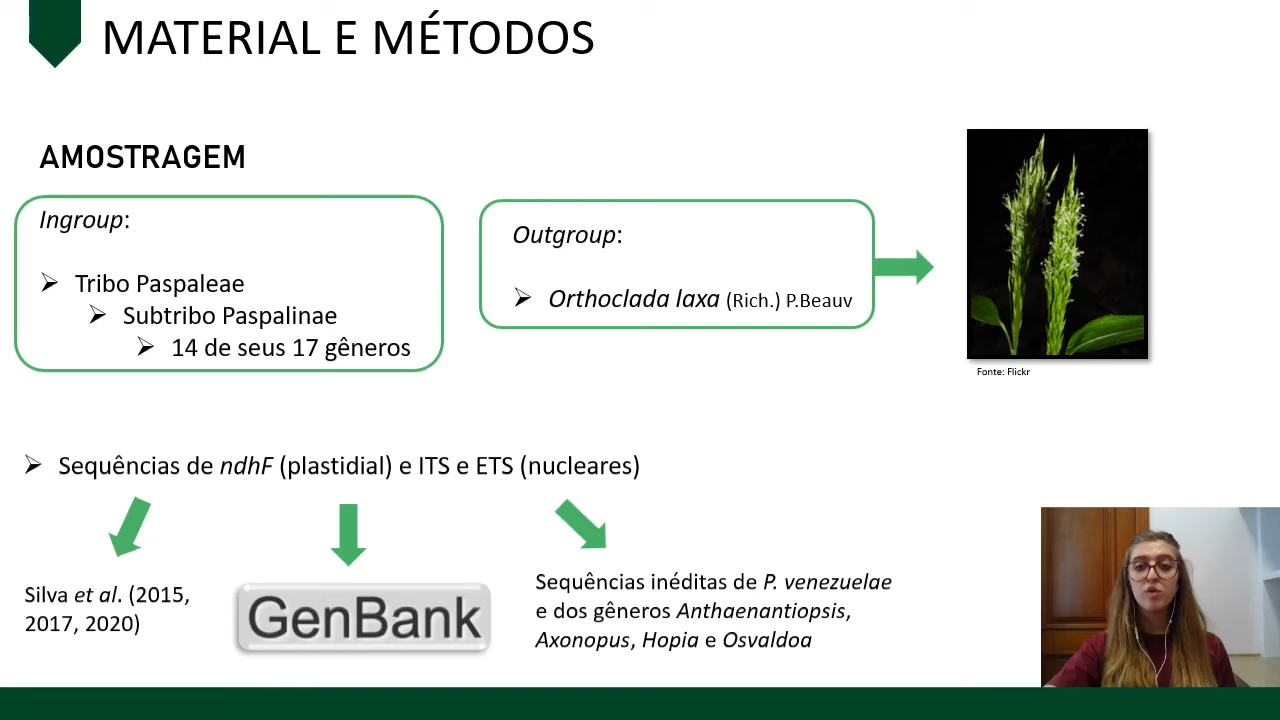 MATERIAL E MÉTODOS
AMOSTRAGEM
Ingroup:
➢ Tribo Paspaleae
➢ Subtribo Paspalinae
➢ 14 de seus 17 gêneros
Outgroup:
➢ Orthoclada laxa (Rich.) P.Beauv
Fonte: Flickr
➢ Sequências de ndhF (plastidial) e ITS e ETS (nucleares)
Silva et al. (2015,
2017, 2020)
GenBank
Sequências inéditas de P. venezuelae
e dos gêneros Anthaenantiopsis,
Axonopus, Hopia e Osvaldoa